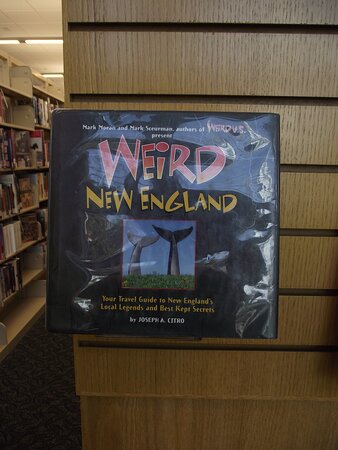 Mark Moran and Mark Sceurman, authors of WEIRD U.S.
present
WEIRD
NEW ENGLAND
Your Travel Guide to New England's
Local Legends and Best Kept Secrets
by JOSEPH A. CITRO